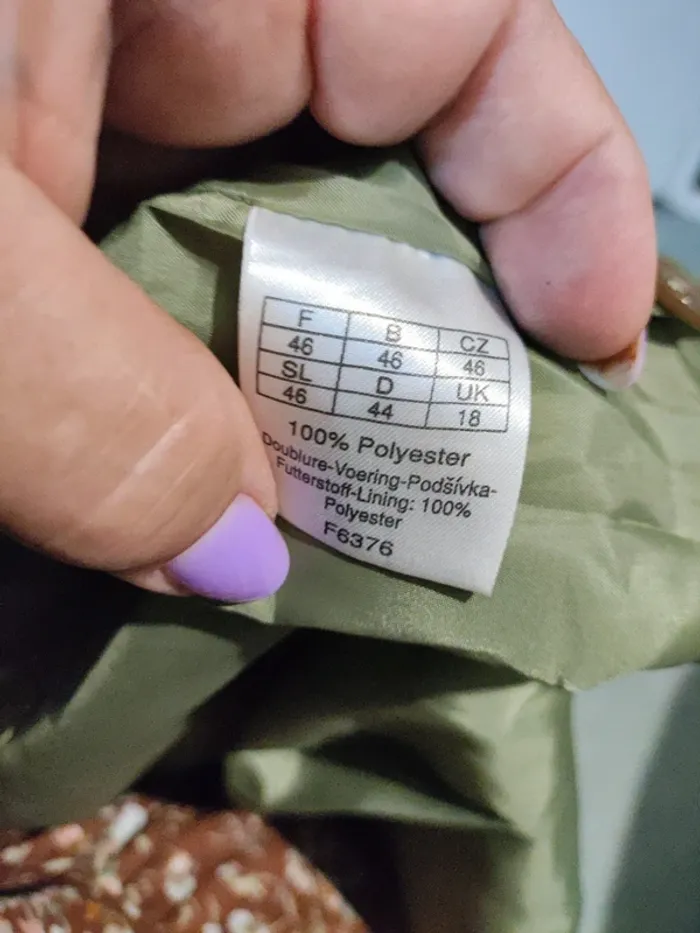 F B CZ
46 46 46
SL D UK
46 44 18
100% Polyester
Doublure-Voering-Podšívka-
Futterstoff-Lining: 100%
Polyester
F6376